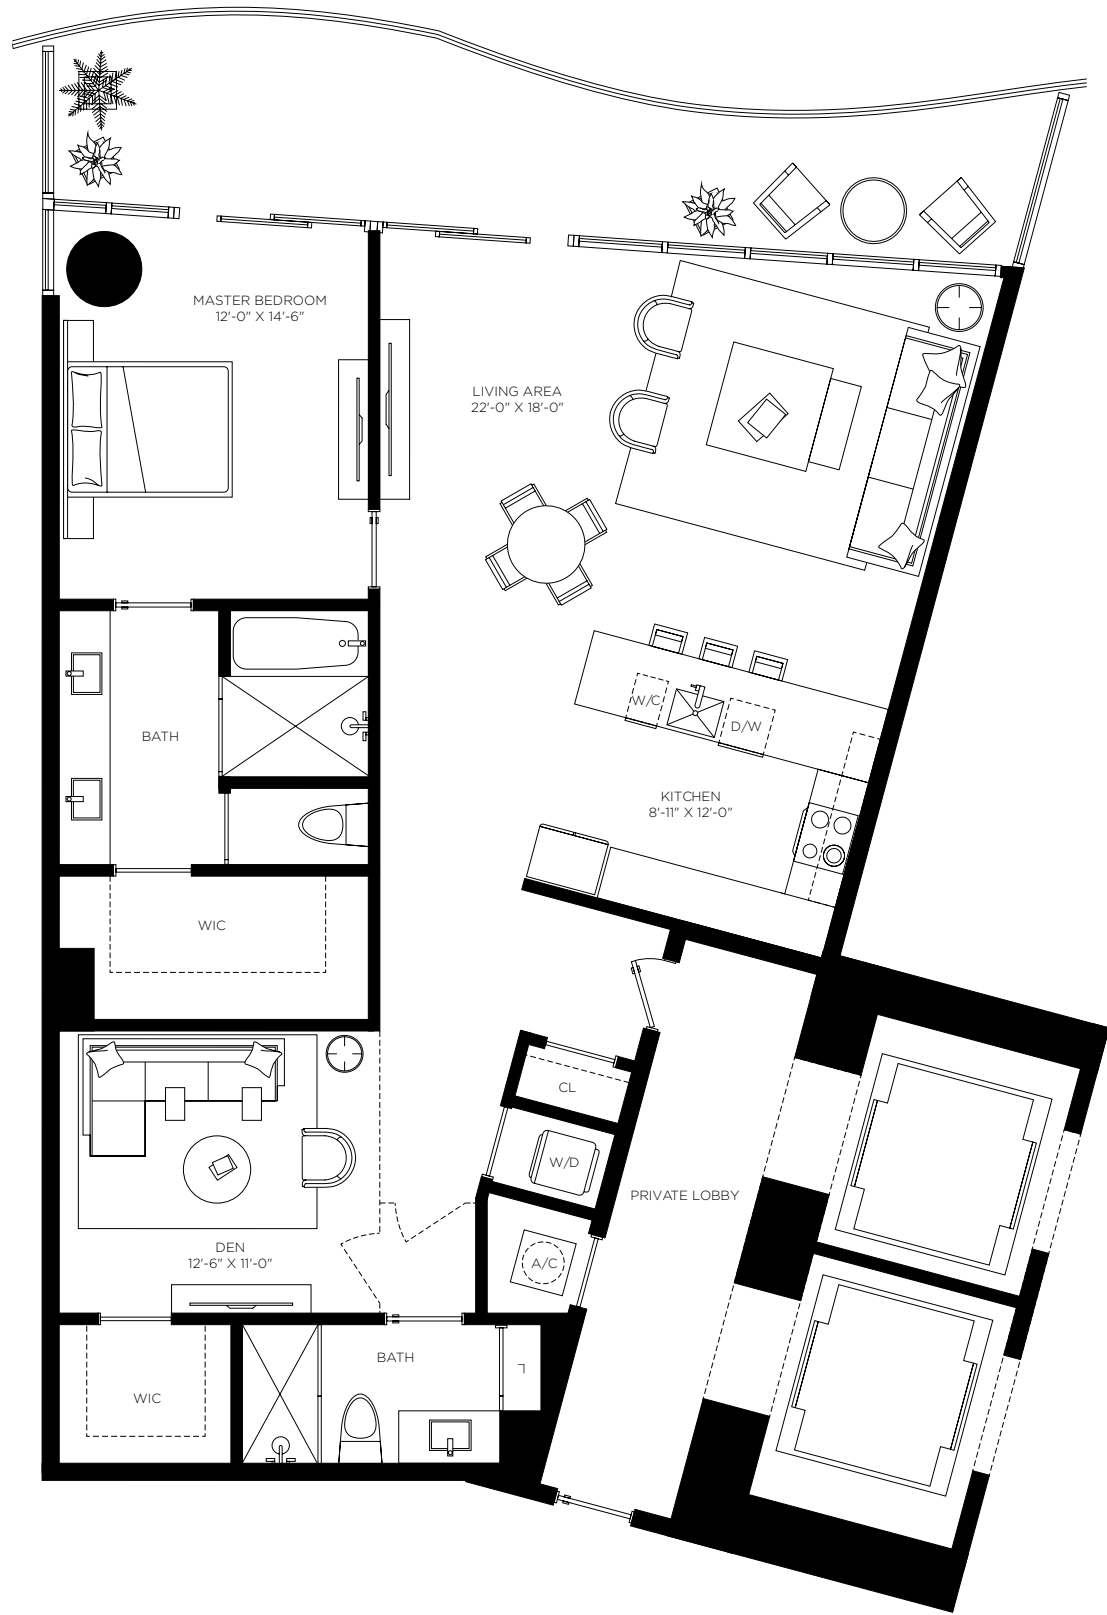 MASTER BEDROOM
12'-0" X 14'-6"
LIVING AREA
22'-0" X 18'-0"
W/C
D/W
BATH
KITCHEN
8'-11" X 12'-0"
WIC
CL
W/D
PRIVATE LOBBY
DEN
12'-6" X 11'-0"
A/C
BATH
L
WIC